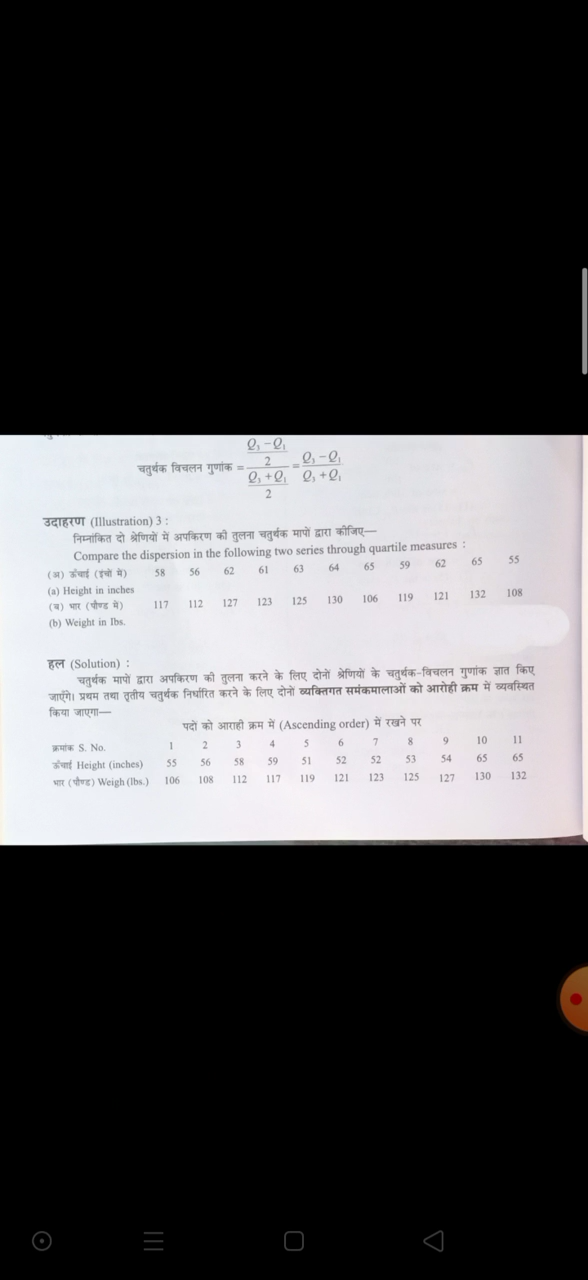 चतुर्थक विचलन गुणांक = \frac{\frac{Q₃ - Q₁}{2}}{\frac{Q₃ + Q₁}{2}} = \frac{Q₃ - Q₁}{Q₃ + Q₁}
उदाहरण (Illustration) 3 :
निम्नांकित दो श्रेणियों में अपकिरण की तुलना चतुर्थक मापों द्वारा कीजिए—
Compare the dispersion in the following two series through quartile measures :
(अ) ऊँचाई (इंचों में) 58 56 62 61 63 64 65 59 62 65 55
(a) Height in inches
(ब) भार (पौण्ड में) 117 112 127 123 125 130 106 119 121 132 108
(b) Weight in Ibs.
हल (Solution) :
चतुर्थक मापों द्वारा अपकिरण की तुलना करने के लिए दोनों श्रेणियों के चतुर्थक-विचलन गुणांक ज्ञात किए
जाएँगे। प्रथम तथा तृतीय चतुर्थक निर्धारित करने के लिए दोनों व्यक्तिगत समंकमालाओं को आरोही क्रम में व्यवस्थित
किया जाएगा—
पदों को आराही क्रम में (Ascending order) में रखने पर
क्रमांक S. No. 1 2 3 4 5 6 7 8 9 10 11
ऊँचाई Height (inches) 55 56 58 59 51 52 52 53 54 65 65
भार (पौण्ड) Weigh (Ibs.) 106 108 112 117 119 121 123 125 127 130 132